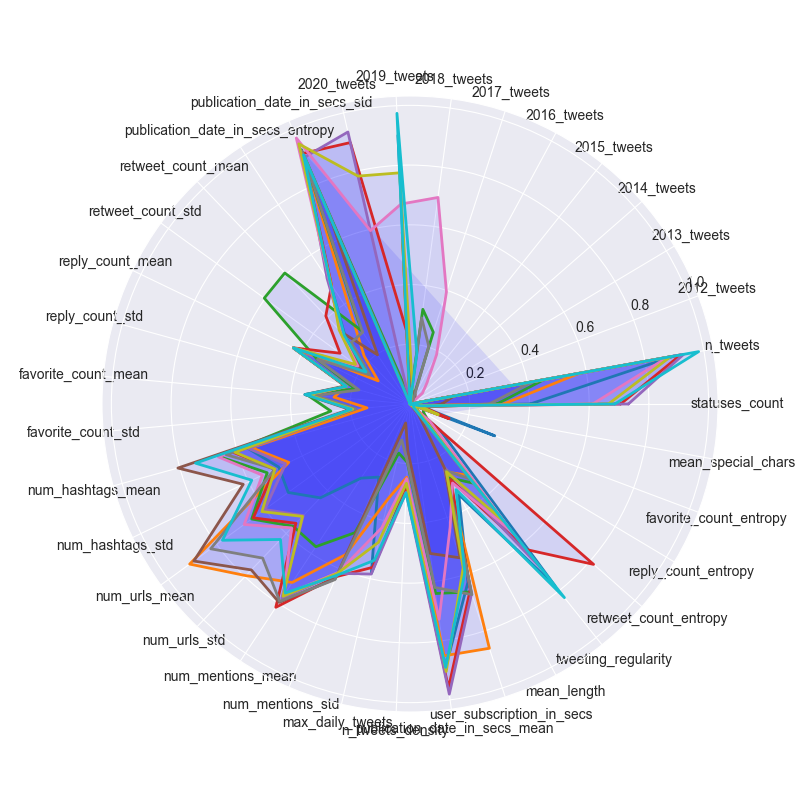 2019_tweets
2018_tweets
2020_tweets
2017_tweets
publication_date_in_secs_std
2016_tweets
publication_date_in_secs_entropy
2015_tweets
retweet_count_mean
2014_tweets
retweet_count_std
2013_tweets
reply_count_mean
2012_tweets
1.0
0.8
reply_count_std
0.6
n_tweets
0.4
0.2
favorite_count_mean
statuses_count
favorite_count_std
mean_special_chars
num_hashtags_mean
favorite_count_entropy
num_hashtags_std
reply_count_entropy
num_urls_mean
retweet_count_entropy
num_urls_std
tweeting_regularity
num_mentions_mean
mean_length
num_mentions_std
user_subscription_in_secs
max_daily_tweets
publication_date_in_secs_mean
n_tweets_density